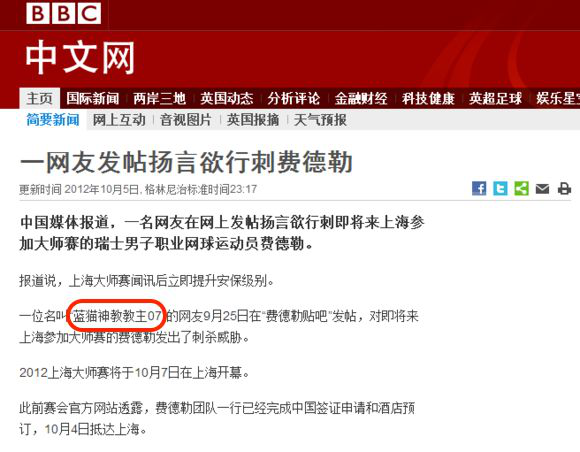 BBC
中文网
主页 国际新闻 两岸三地 英国动态 分析评论 金融财经 科技健康 英超足球 娱乐星
简要新闻 网上互动 音视图片 英国报摘 天气预报
一网友发帖扬言欲行刺费德勒
更新时间 2012年10月5日, 格林尼治标准时间23:17
中国媒体报道，一名网友在网上发帖扬言欲行刺即将来上海参
加大师赛的瑞士男子职业网球运动员费德勒。
报道说，上海大师赛闻讯后立即提升安保级别。
一位名叫"蓝猫神教教主07"的网友9月25日在“费德勒贴吧”发帖，对即将来
上海参加大师赛的费德勒发出了刺杀威胁。
2012上海大师赛将于10月7日在上海开幕。
此前赛会官方网站透露，费德勒团队一行已经完成中国签证申请和酒店预
订，10月4日抵达上海。